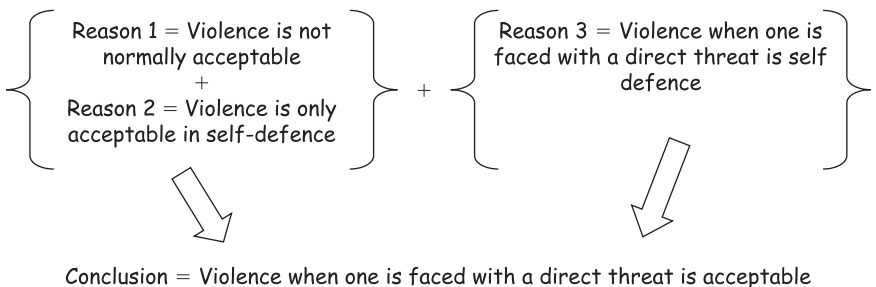 Reason 1 = Violence is not
normally acceptable
+
Reason 2 = Violence is only
acceptable in self-defence
+
Reason 3 = Violence when one is
faced with a direct threat is self
defence
Conclusion = Violence when one is faced with a direct threat is acceptable